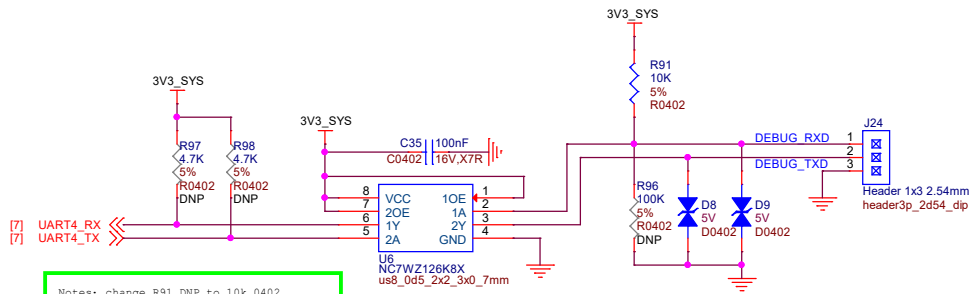 3V3_SYS
R91
10K
5%
R0402
3V3_SYS
R97
4.7K
5%
R0402
DNP
R98
4.7K
5%
R0402
DNP
3V3_SYS
C35
100nF
C0402
16V,X7R
J24
DEBUG_RXD
1
DEBUG_TXD
2
3
Header 1x3 2.54mm
header3p_2d54_dip
8 VCC 1OE 1
7 2OE 1A 2
6 1Y 2Y 3
5 2A GND 4
U6
NC7WZ126K8X
us8_0d5_2x2_3x0_7mm
R96
100K
5%
R0402
DNP
D8
5V
D0402
D9
5V
D0402
[7] UART4_RX
[7] UART4_TX
Notes: change R91 DNP to 10k 0402